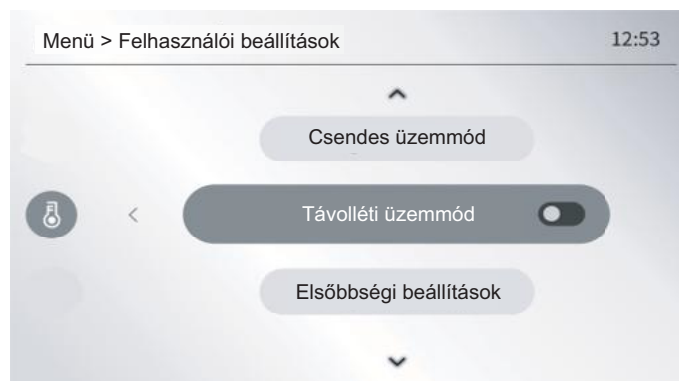 Menü > Felhasználói beállítások
12:53
Csendes üzemmód
Távolléti üzemmód
Elsőbbségi beállítások